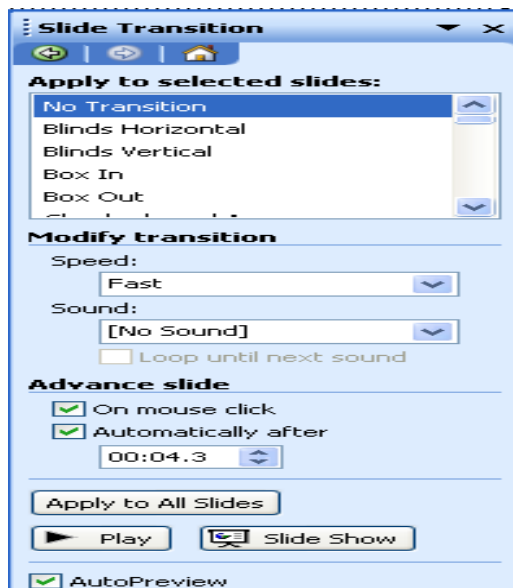 Slide Transition
Apply to selected slides:
No Transition
Blinds Horizontal
Blinds Vertical
Box In
Box Out
Modify transition
Speed:
Fast
Sound:
[No Sound]
Loop until next sound
Advance slide
On mouse click
Automatically after
00:04.3
Apply to All Slides
Play
Slide Show
AutoPreview